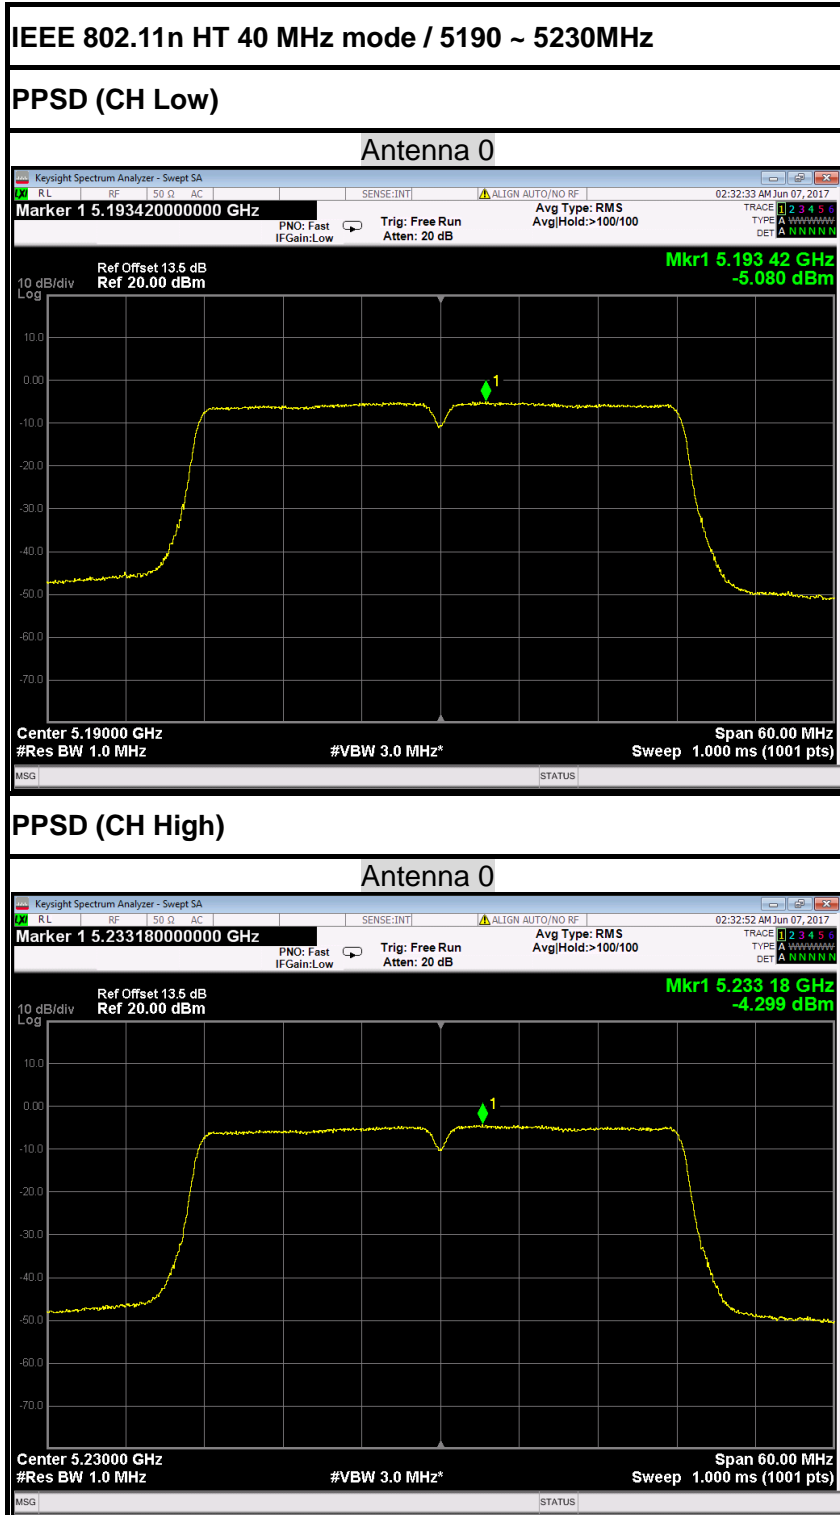 IEEE 802.11n HT 40 MHz mode / 5190 ~ 5230MHz
PPSD (CH Low)
Antenna 0
Keysight Spectrum Analyzer - Swept SA
LXI RL RF 50 Ω AC SENSE:INT ALIGN AUTO/NO RF 02:32:33 AM Jun 07, 2017
Marker 1 5.193420000000 GHz
PNO: Fast
IFGain:Low
Trig: Free Run
Atten: 20 dB
Avg Type: RMS
Avg|Hold:>100/100
TRACE 1 2 3 4 5 6
TYPE A WWWWW
DET A N N N N N
Mkr1 5.193 42 GHz
-5.080 dBm
Ref Offset 13.5 dB
10 dB/div Ref 20.00 dBm
Log
10.0
0.00
1
-10.0
-20.0
-30.0
-40.0
-50.0
-60.0
-70.0
Center 5.19000 GHz Span 60.00 MHz
#Res BW 1.0 MHz #VBW 3.0 MHz* Sweep 1.000 ms (1001 pts)
MSG STATUS
PPSD (CH High)
Antenna 0
Keysight Spectrum Analyzer - Swept SA
LXI RL RF 50 Ω AC SENSE:INT ALIGN AUTO/NO RF 02:32:52 AM Jun 07, 2017
Marker 1 5.233180000000 GHz
PNO: Fast
IFGain:Low
Trig: Free Run
Atten: 20 dB
Avg Type: RMS
Avg|Hold:>100/100
TRACE 1 2 3 4 5 6
TYPE A WWWWW
DET A N N N N N
Mkr1 5.233 18 GHz
-4.299 dBm
Ref Offset 13.5 dB
10 dB/div Ref 20.00 dBm
Log
10.0
0.00
1
-10.0
-20.0
-30.0
-40.0
-50.0
-60.0
-70.0
Center 5.23000 GHz Span 60.00 MHz
#Res BW 1.0 MHz #VBW 3.0 MHz* Sweep 1.000 ms (1001 pts)
MSG STATUS